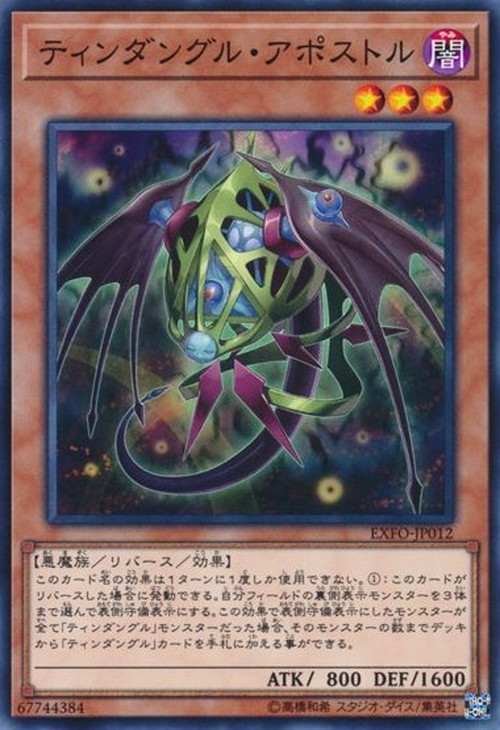 ティンダングル・アポストル
闇
EXFO-JP012
【悪魔族／リバース／効果】
このカード名の効果は１ターンに１度しか使用できない。①：このカードが
リバースした場合に発動できる。自分フィールドの裏側表示モンスターを３体
まで選んで表側守備表示にする。この効果で表側守備表示にしたモンスターが
全て「ティンダングル」モンスターだった場合、そのモンスターの数までデッキ
から「ティンダングル」カードを手札に加える事ができる。
ATK/ 800 DEF/1600
67744384
©高橋和希 スタジオ・ダイス/集英社